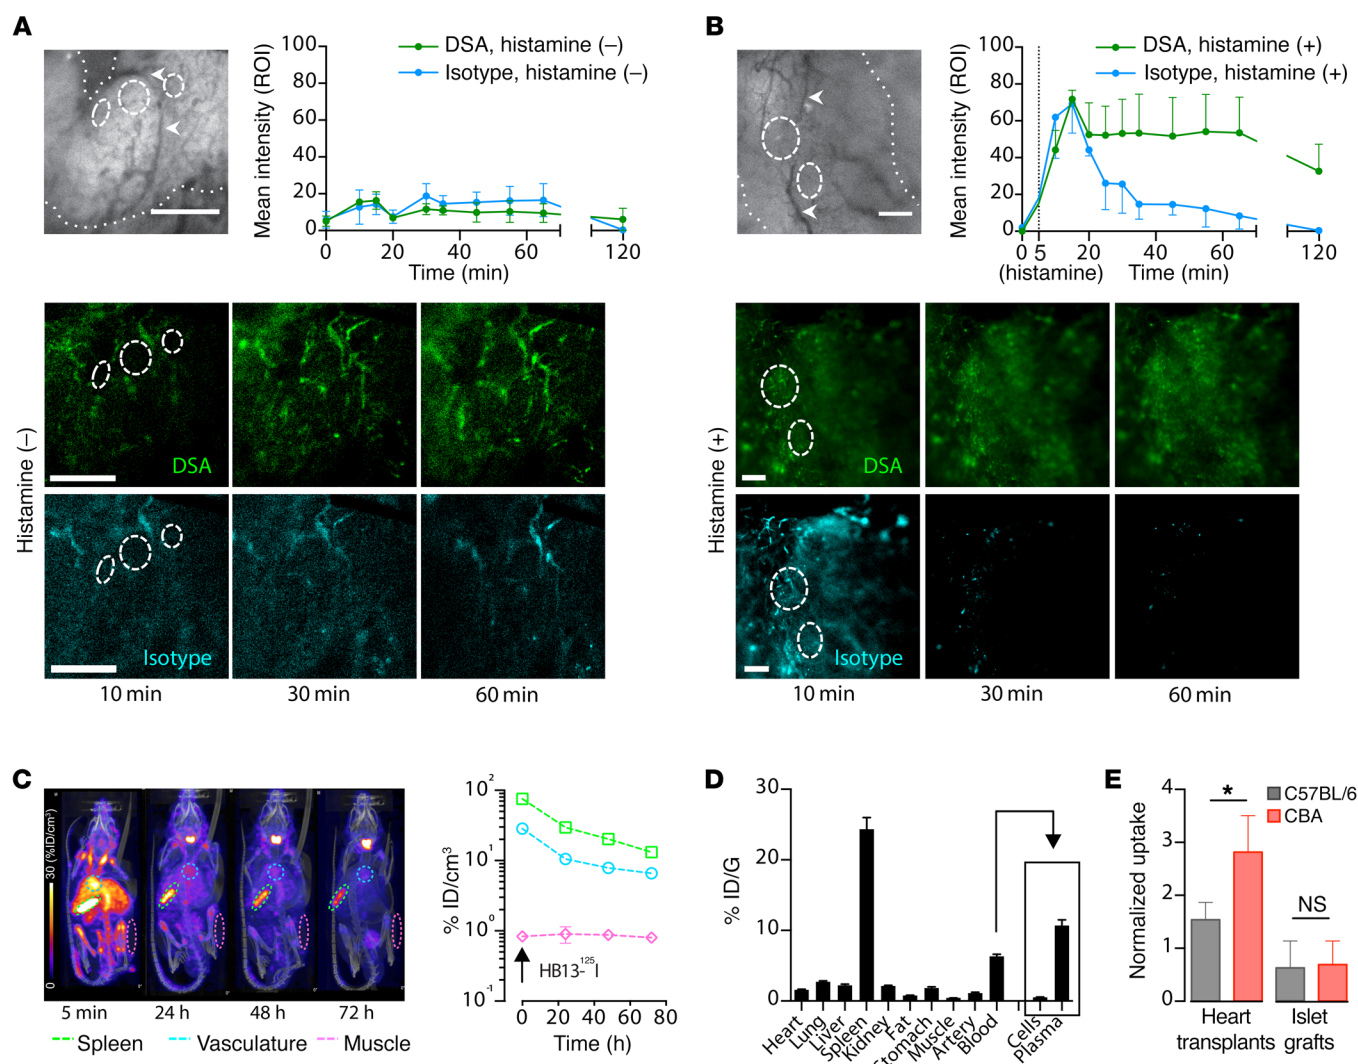 A
Mean intensity (ROI)
100
80
60
40
20
0
DSA, histamine (–)
Isotype, histamine (–)
0 20 40 60 120
Time (min)
B
Mean intensity (ROI)
100
80
60
40
20
0
DSA, histamine (+)
Isotype, histamine (+)
0 5 20 40 60 120
(histamine) Time (min)
Histamine (–)
DSA
Isotype
10 min 30 min 60 min
Histamine (+)
DSA
Isotype
10 min 30 min 60 min
C
30 (%ID/cm³)
0
5 min 24 h 48 h 72 h
Spleen Vasculature Muscle
% ID/cm³
10²
10¹
10⁰
10⁻¹
HB13-¹²⁵I
0 20 40 60 80
Time (h)
D
% ID/G
30
20
10
0
Heart
Lung
Liver
Spleen
Kidney
Fat
Stomach
Muscle
Artery
Blood
Cells
Plasma
E
C57BL/6
CBA
Normalized uptake
4
3
2
1
0
*
NS
Heart transplants
Islet grafts